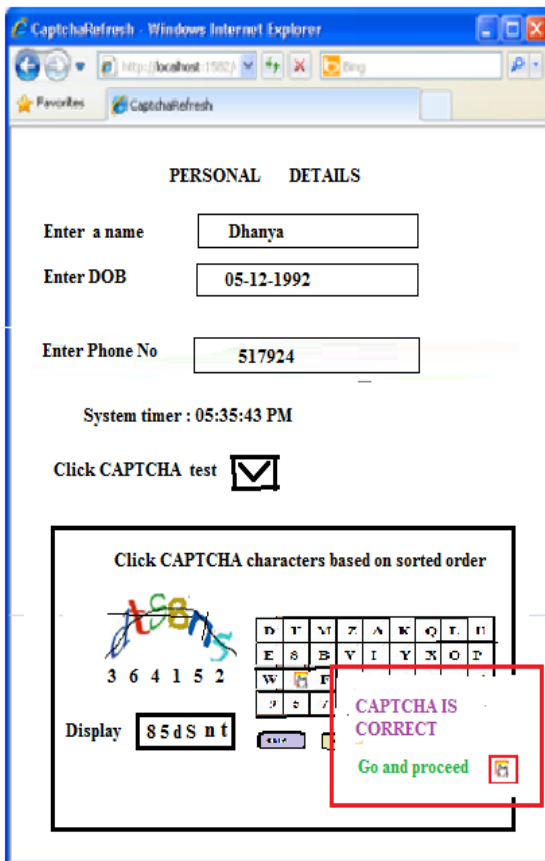 CaptchaRefresh - Windows Internet Explorer
http://localhost:1582/
Bing
Favorites
CaptchaRefresh
PERSONAL DETAILS
Enter a name
Dhanya
Enter DOB
05-12-1992
Enter Phone No
517924
System timer : 05:35:43 PM
Click CAPTCHA test
Click CAPTCHA characters based on sorted order
dtS8ns
3 6 4 1 5 2
D T M Z A K Q L U
E 8 B V I Y X O P
W F
Display
8 5 d S n t
CAPTCHA IS
CORRECT
Go and proceed